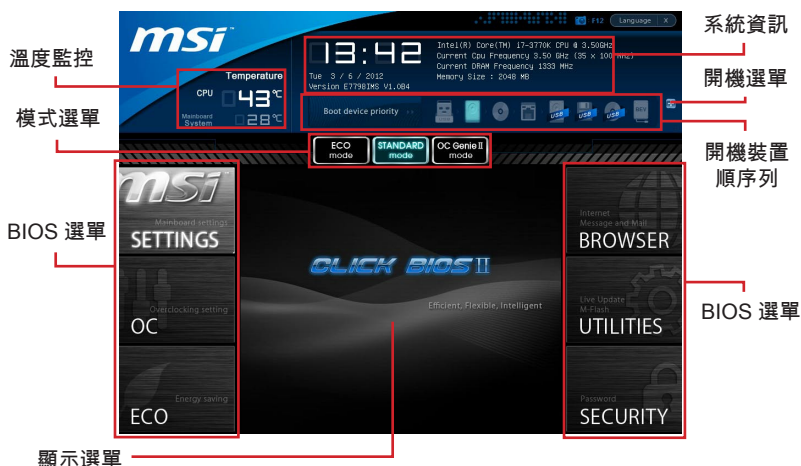 溫度監控
模式選單
BIOS 選單
顯示選單
系統資訊
開機選單
開機裝置
順序列
BIOS 選單
msi
F12
Language
X
Temperature
CPU 43℃
Mainboard
System 28℃
13:42
Tue 3 / 6 / 2012
Version E7798IMS V1.0B4
Intel(R) Core(TM) i7-3770K CPU @ 3.50GHz
Current Cpu Frequency 3.50 GHz (35 x 100 MHz)
Current DRAM Frequency 1333 MHz
Memory Size : 2048 MB
Boot device priority
USB
USB
USB
ECO
mode
STANDARD
mode
OC Genie II
mode
msi
Mainboard settings
SETTINGS
Overclocking setting
OC
Energy saving
ECO
CLICK BIOS II
Efficient, Flexible, Intelligent
Internet
Message and Mail
BROWSER
Live Update
M-Flash
UTILITIES
Password
SECURITY